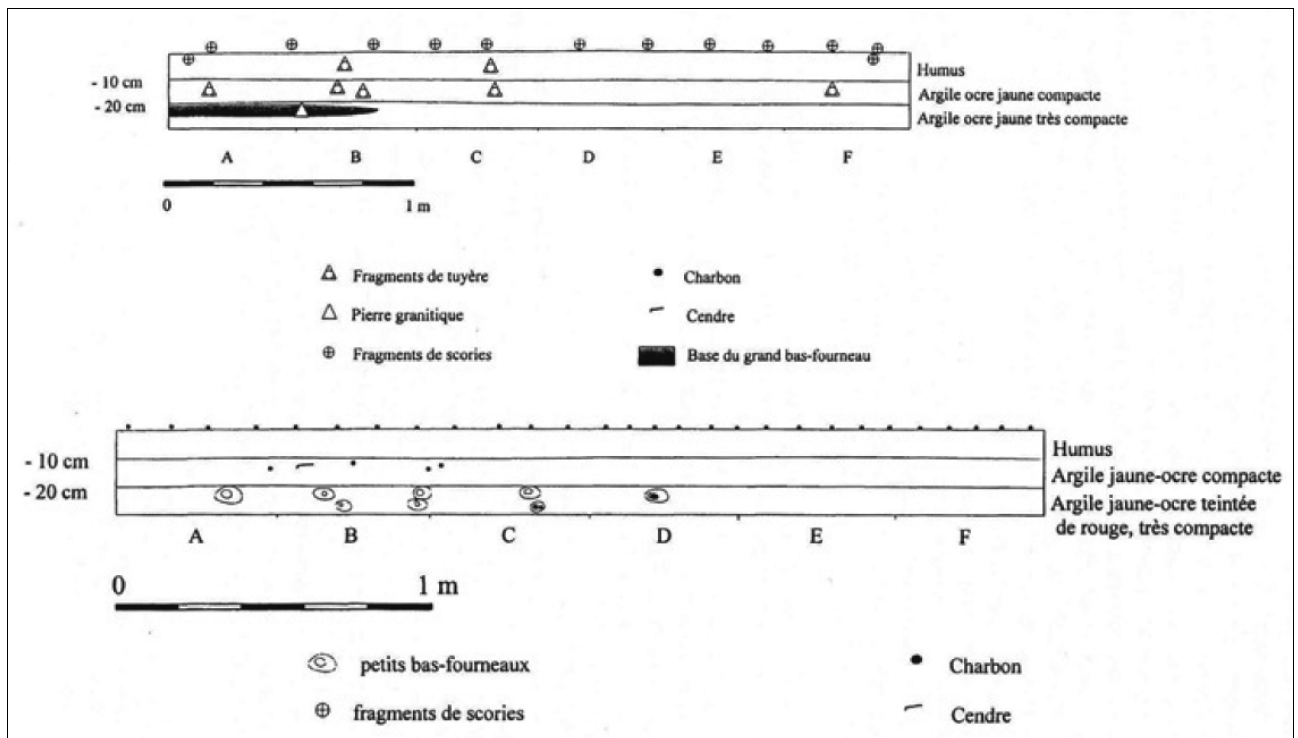 Humus
- 10 cm
Argile ocre jaune compacte
- 20 cm
Argile ocre jaune très compacte
A B C D E F
0 1 m
Fragments de tuyère
Charbon
Pierre granitique
Cendre
Fragments de scories
Base du grand bas-fourneau
Humus
- 10 cm
Argile jaune-ocre compacte
- 20 cm
Argile jaune-ocre teintée
de rouge, très compacte
A B C D E F
0 1 m
petits bas-fourneaux
Charbon
fragments de scories
Cendre